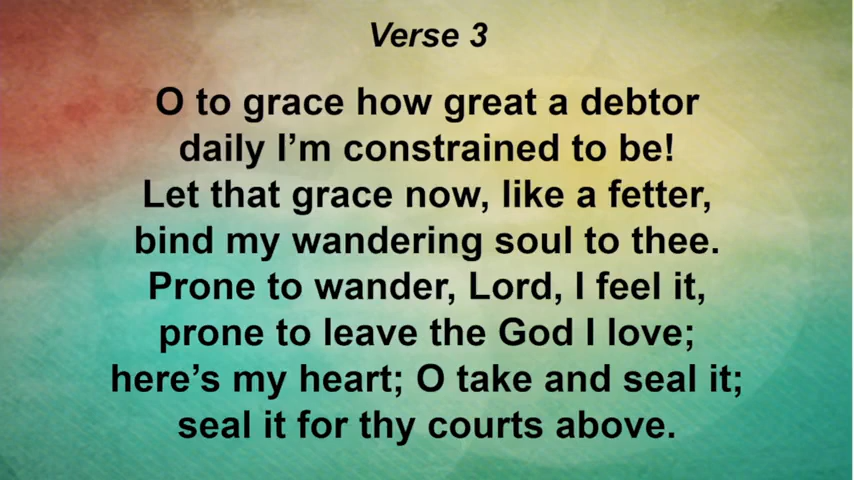 Verse 3
O to grace how great a debtor
daily I’m constrained to be!
Let that grace now, like a fetter,
bind my wandering soul to thee.
Prone to wander, Lord, I feel it,
prone to leave the God I love;
here’s my heart; O take and seal it;
seal it for thy courts above.